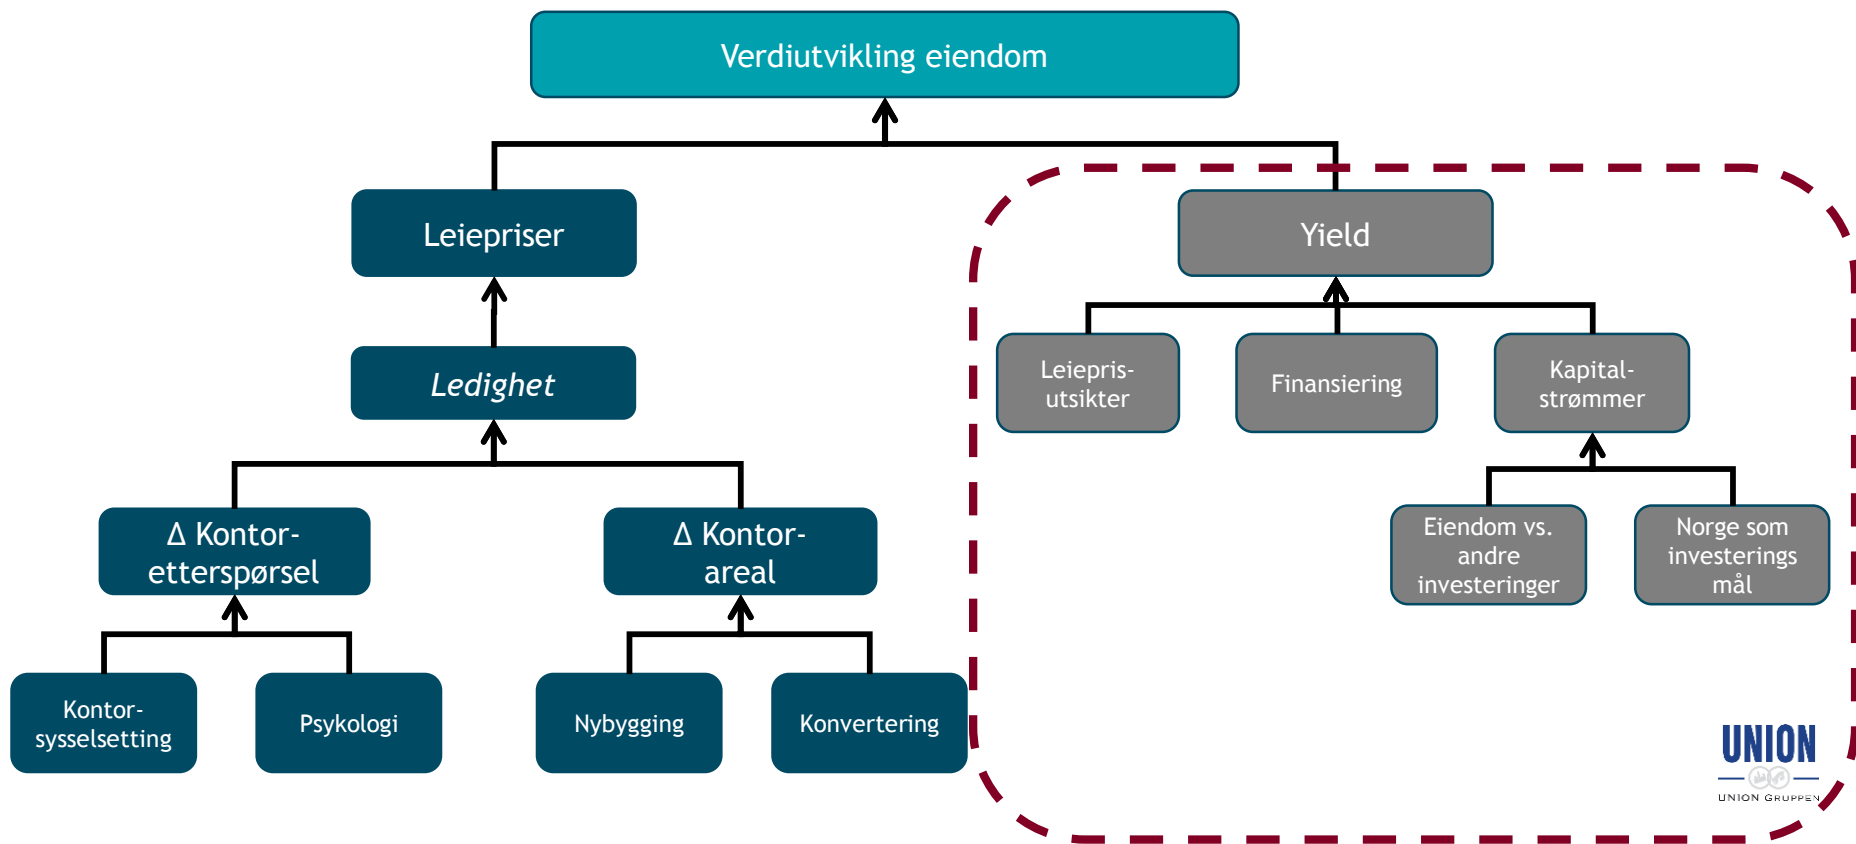 Verdiutvikling eiendom
Leiepriser
Yield
Ledighet
Leiepris-
utsikter
Finansiering
Kapital-
strømmer
Δ Kontor-
etterspørsel
Δ Kontor-
areal
Eiendom vs.
andre
investeringer
Norge som
investerings
mål
Kontor-
sysselsetting
Psykologi
Nybygging
Konvertering
UNION
UNION GRUPPEN